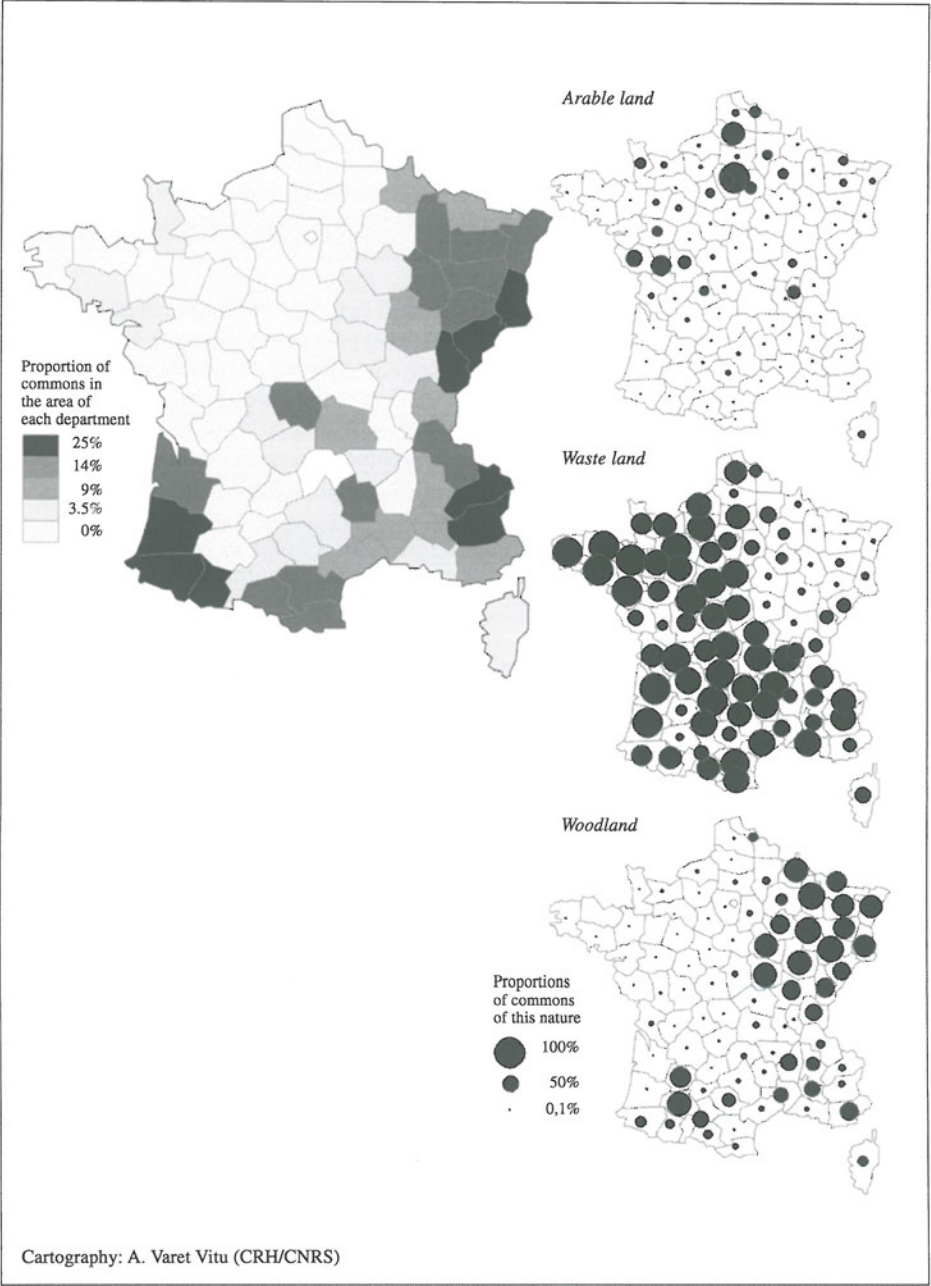 Arable land
Proportion of
commons in
the area of
each department
25%
14%
9%
3.5%
0%
Waste land
Woodland
Proportions
of commons
of this nature
100%
50%
0,1%
Cartography: A. Varet Vitu (CRH/CNRS)